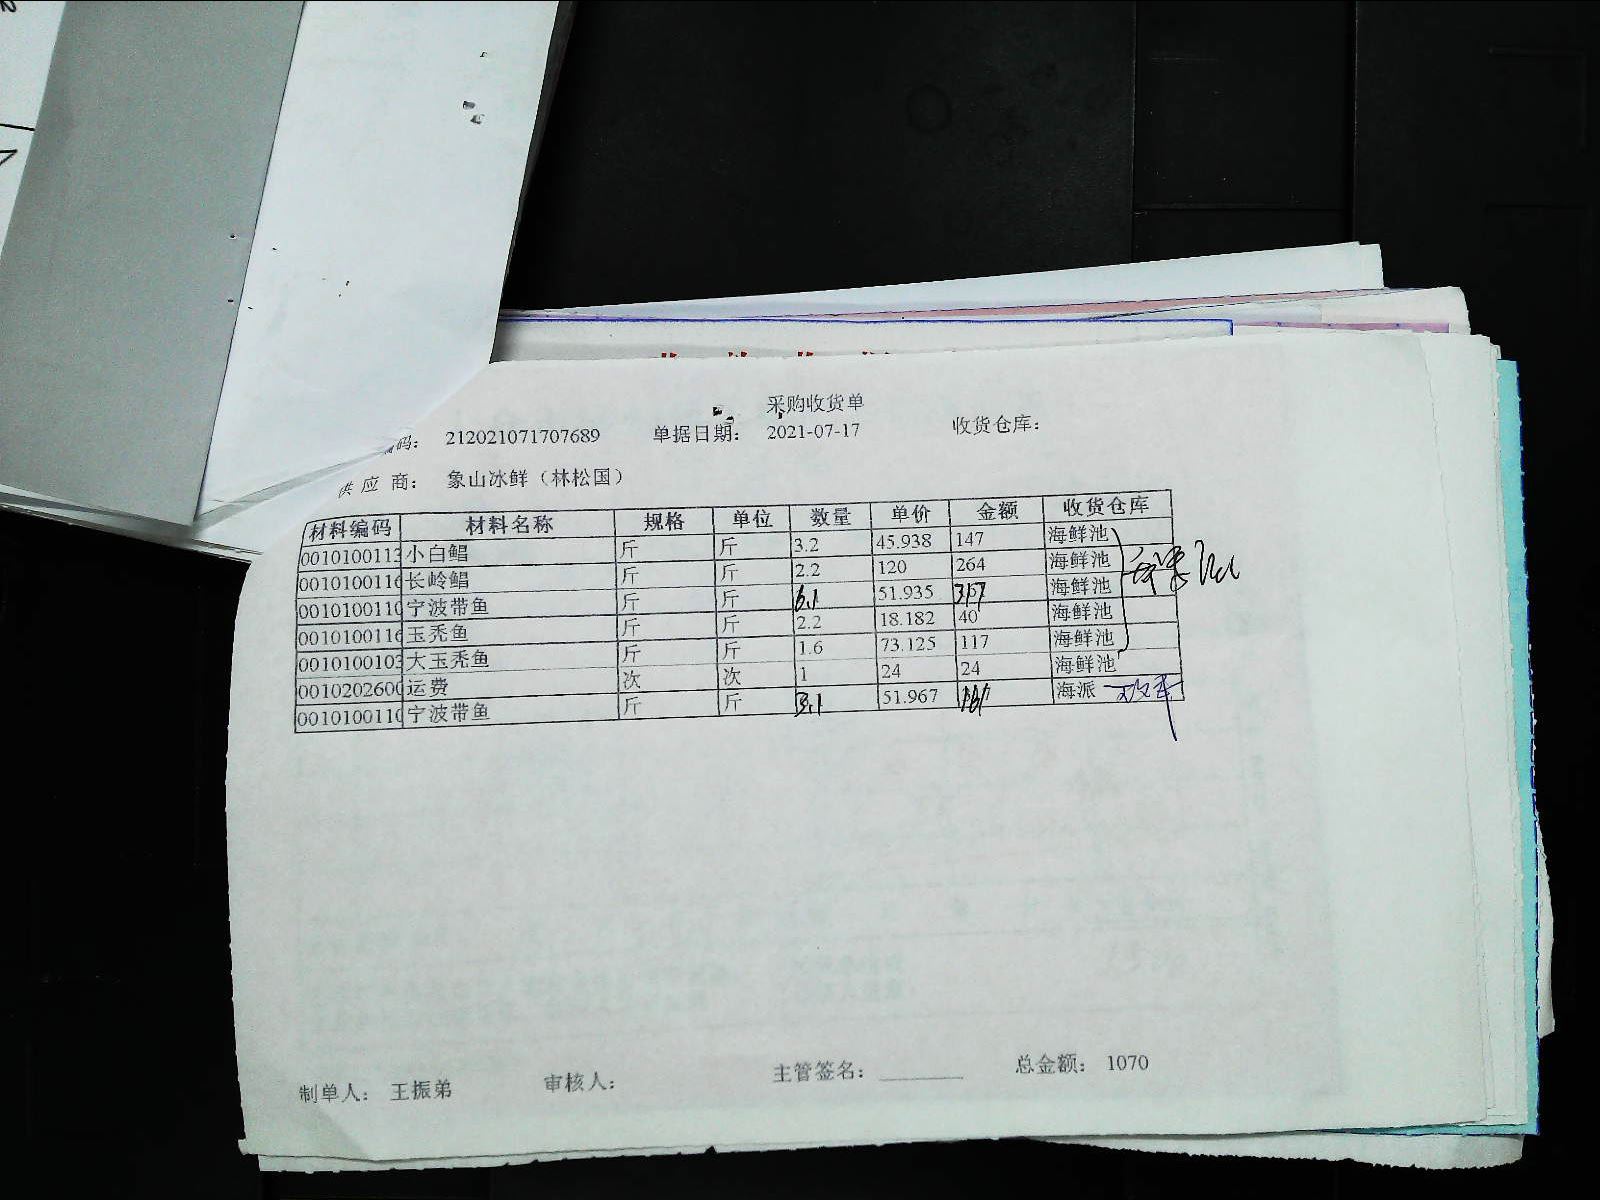 采购收货单
编码： 212021071707689 单据日期： 2021-07-17 收货仓库：
供应商： 象山冰鲜（林松国）
材料编码 材料名称 规格 单位 数量 单价 金额 收货仓库
0010100113 小白鲳 斤 斤 3.2 45.938 147 海鲜池
0010100116 长岭鲳 斤 斤 2.2 120 264 海鲜池
0010100110 宁波带鱼 斤 斤 6.1 51.935 317 海鲜池
0010100116 玉秃鱼 斤 斤 2.2 18.182 40 海鲜池
0010100103 大玉秃鱼 斤 斤 1.6 73.125 117 海鲜池
0010202600 运费 次 次 1 24 24 海鲜池
0010100110 宁波带鱼 斤 斤 3.1 51.967 161 海派
制单人： 王振弟 审核人： 主管签名： 总金额： 1070